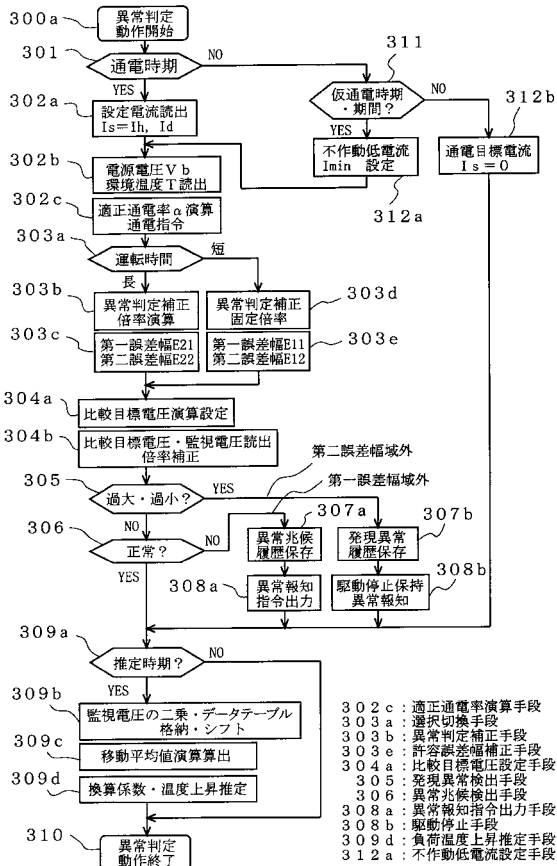 300a
異常判定
動作開始
301
通電時期
NO
YES
311
仮通電時期
・期間?
NO
YES
302a
設定電流読出
Is=Ih, Id
不作動低電流
Imin 設定
312a
312b
通電目標電流
Is=0
302b
電源電圧Vb
環境温度T読出
302c
適正通電率α演算
通電指令
303a
運転時間
短
長
303b
異常判定補正
倍率演算
303d
異常判定補正
固定倍率
303c
第一誤差幅E21
第二誤差幅E22
303e
第一誤差幅E11
第二誤差幅E12
304a
比較目標電圧演算設定
304b
比較目標電圧・監視電圧読出
倍率補正
第二誤差幅域外
305
過大・過小?
YES
NO
第一誤差幅域外
306
正常?
NO
YES
307a
異常兆候
履歴保存
307b
発現異常
履歴保存
308a
異常報知
指令出力
308b
駆動停止保持
異常報知
309a
推定時期?
NO
YES
309b
監視電圧の二乗・データテーブル
格納・シフト
309c
移動平均値演算算出
309d
換算係数・温度上昇推定
310
異常判定
動作終了
302c:適正通電率演算手段
303a:選択切換手段
303b:異常判定補正手段
303e:許容誤差幅補正手段
304a:比較目標電圧設定手段
305:発現異常検出手段
306:異常兆候検出手段
308a:異常報知指令出力手段
308b:駆動停止手段
309d:負荷温度上昇推定手段
312a:不作動低電流設定手段